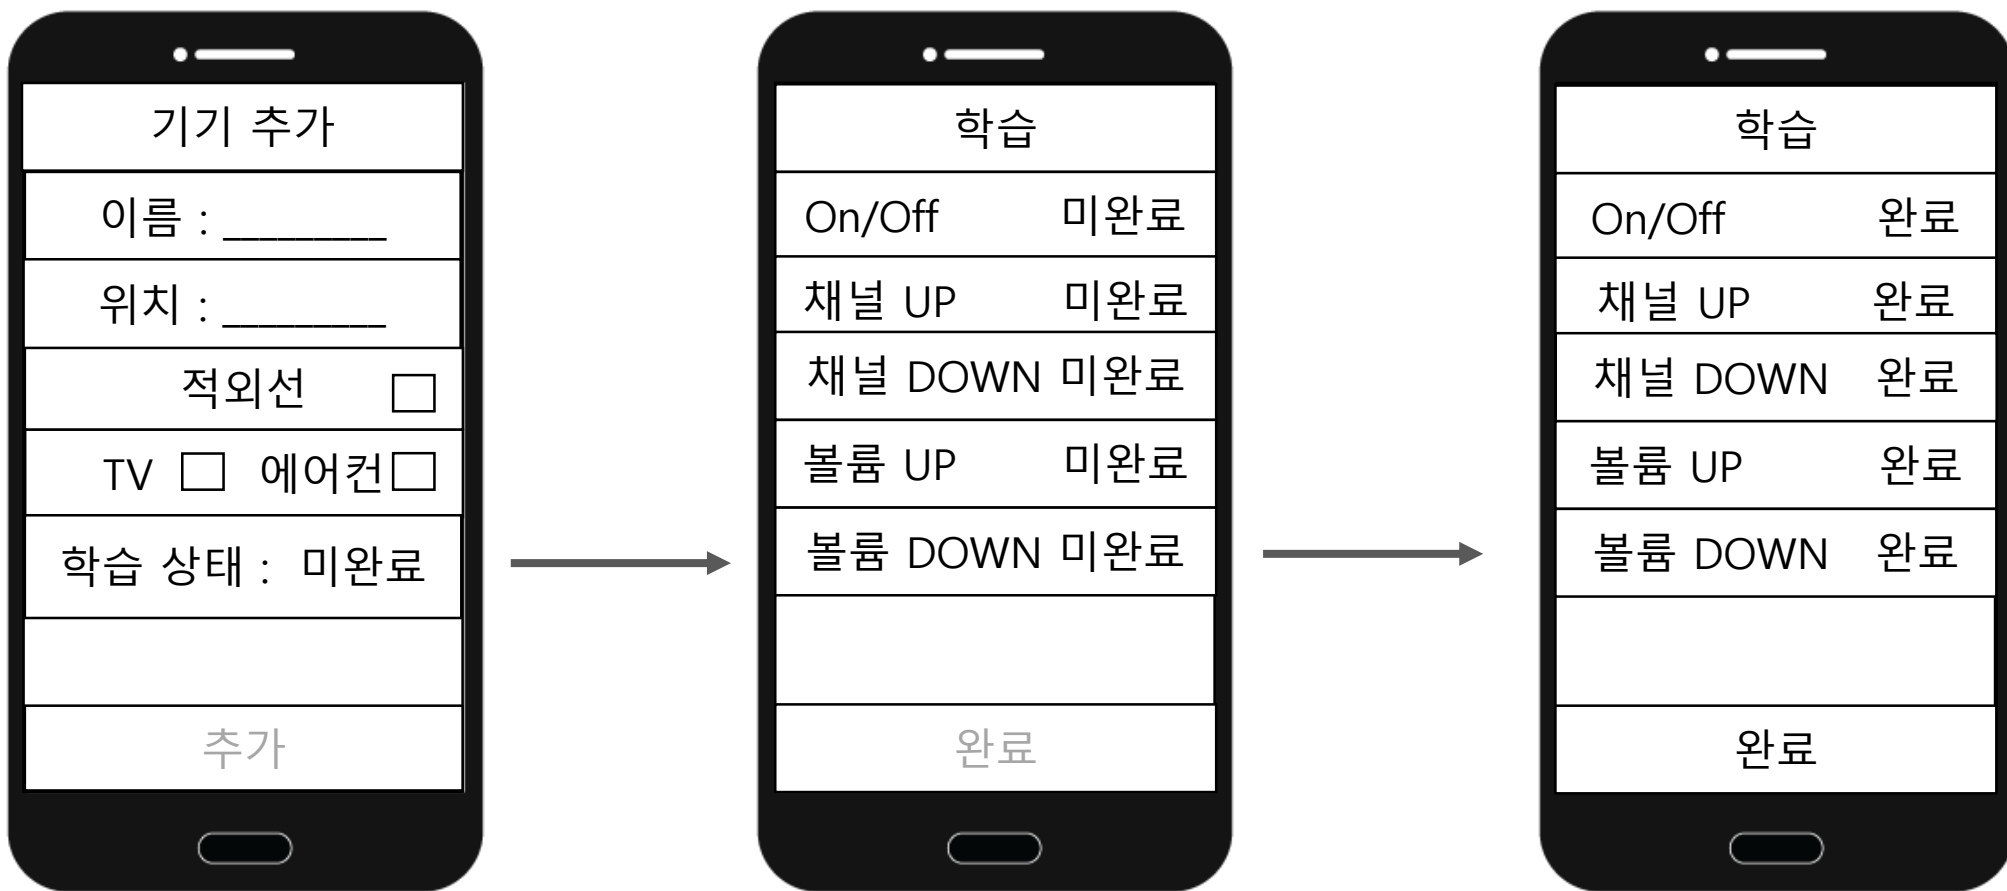 기기 추가
이름 : _________
위치 : _________
적외선
TV 에어컨
학습 상태 : 미완료
추가
학습
On/Off 미완료
채널 UP 미완료
채널 DOWN 미완료
볼륨 UP 미완료
볼륨 DOWN 미완료
완료
학습
On/Off 완료
채널 UP 완료
채널 DOWN 완료
볼륨 UP 완료
볼륨 DOWN 완료
완료